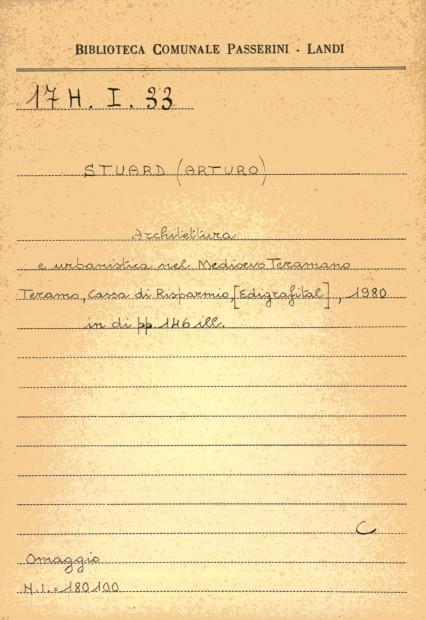 BIBLIOTECA COMUNALE PASSERINI - LANDI
17 H. I. 33
STUARD (ARTURO)
Architettura
e urbanistica nel Medioevo Teramano
Teramo, Cassa di Risparmio, [Edigrafital], 1980
in di pp. 146 ill.
C
Omaggio
N.I. = 180100